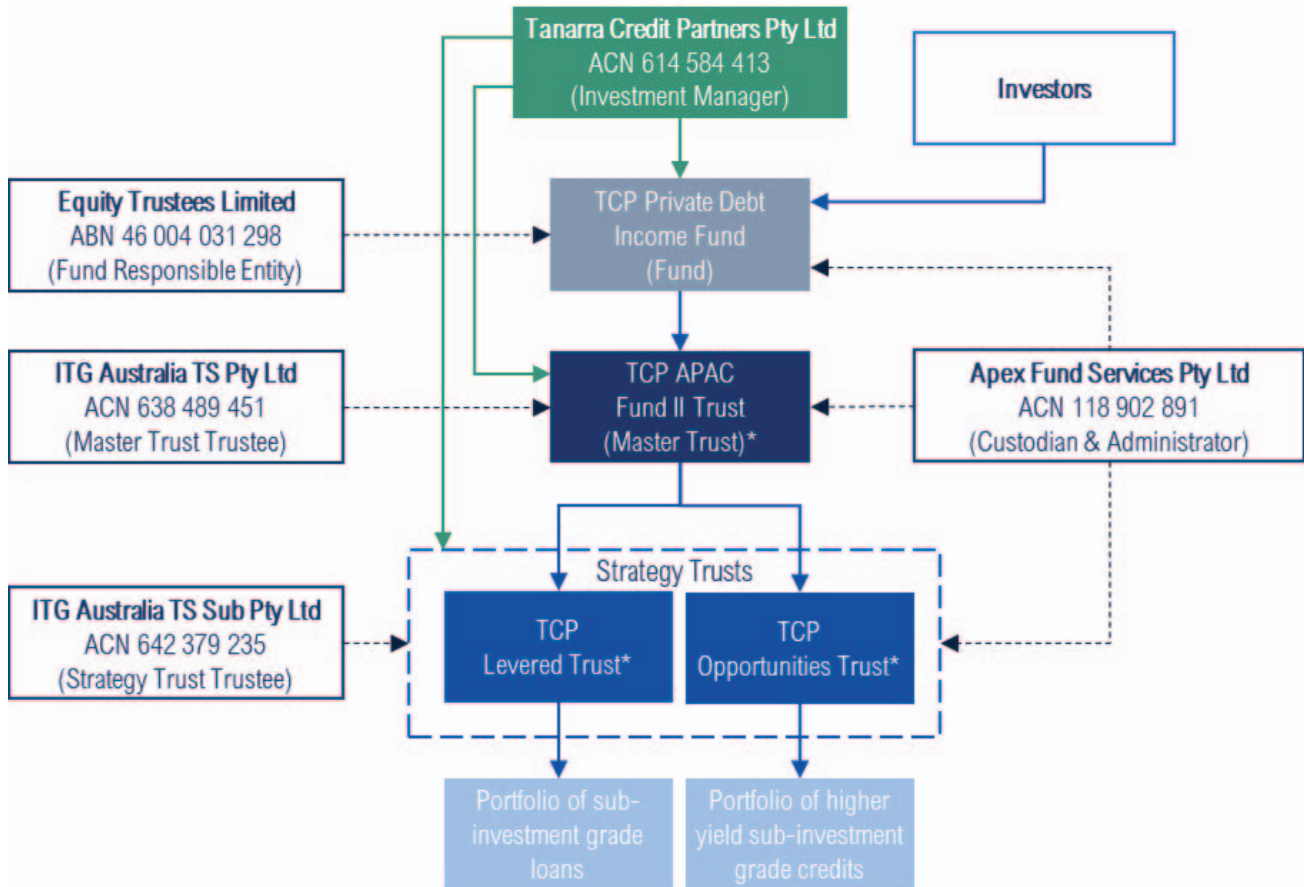 Tanarra Credit Partners Pty Ltd
ACN 614 584 413
(Investment Manager)
Investors
Equity Trustees Limited
ABN 46 004 031 298
(Fund Responsible Entity)
TCP Private Debt
Income Fund
(Fund)
ITG Australia TS Pty Ltd
ACN 638 489 451
(Master Trust Trustee)
TCP APAC
Fund II Trust
(Master Trust)*
Apex Fund Services Pty Ltd
ACN 118 902 891
(Custodian & Administrator)
Strategy Trusts
ITG Australia TS Sub Pty Ltd
ACN 642 379 235
(Strategy Trust Trustee)
TCP
Levered Trust*
TCP
Opportunities Trust*
Portfolio of sub-
investment grade
loans
Portfolio of higher
yield sub-investment
grade credits